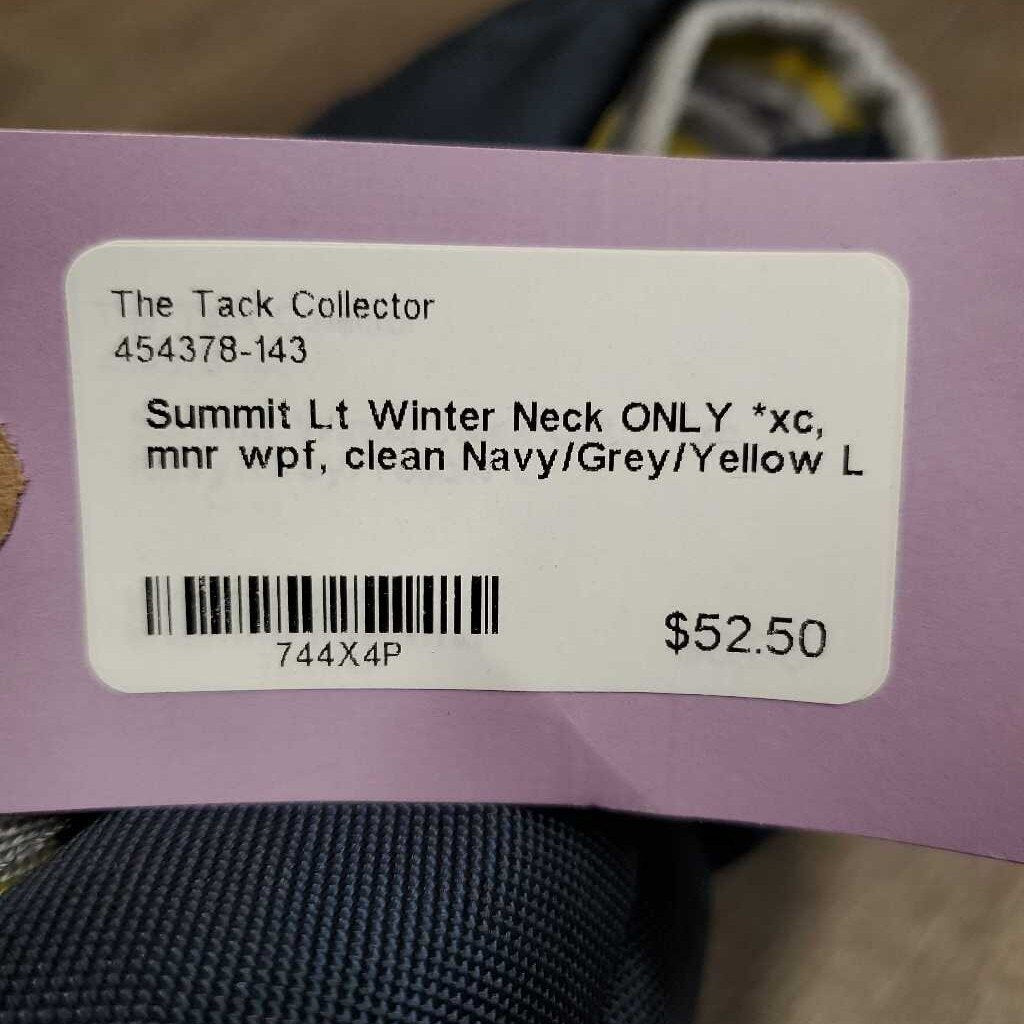 The Tack Collector
454378-143
Summit Lt Winter Neck ONLY *xc,
mnr wpf, clean Navy/Grey/Yellow L
744X4P
$52.50